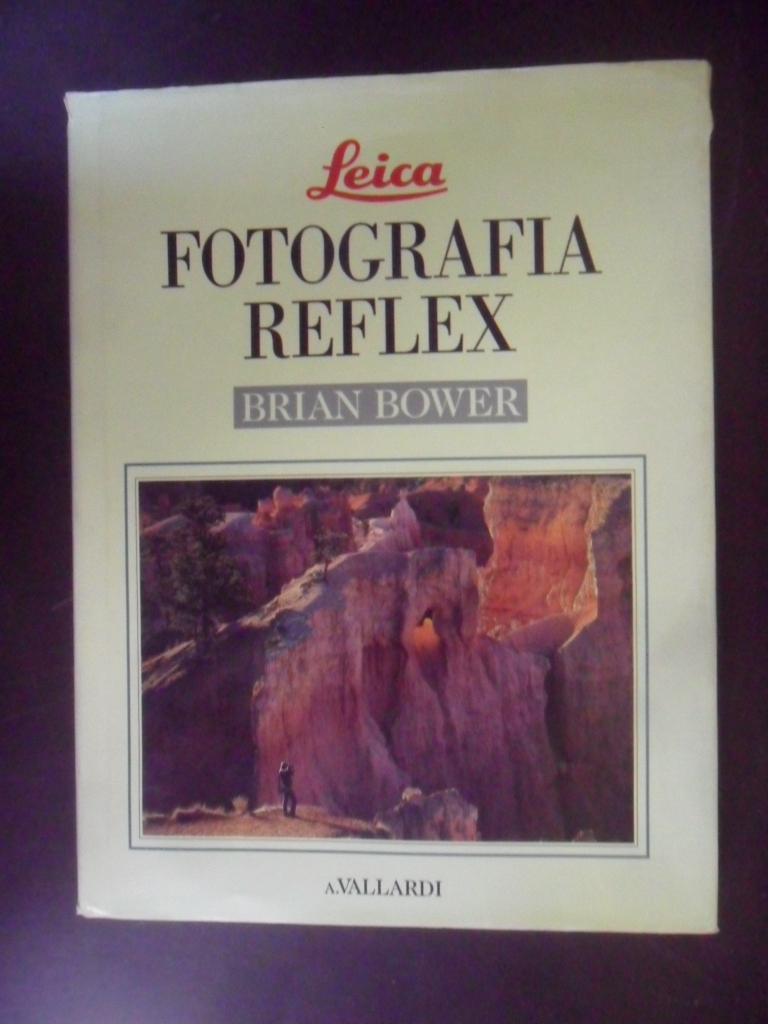 Leica
FOTOGRAFIA
REFLEX
BRIAN BOWER
A.VALLARDI